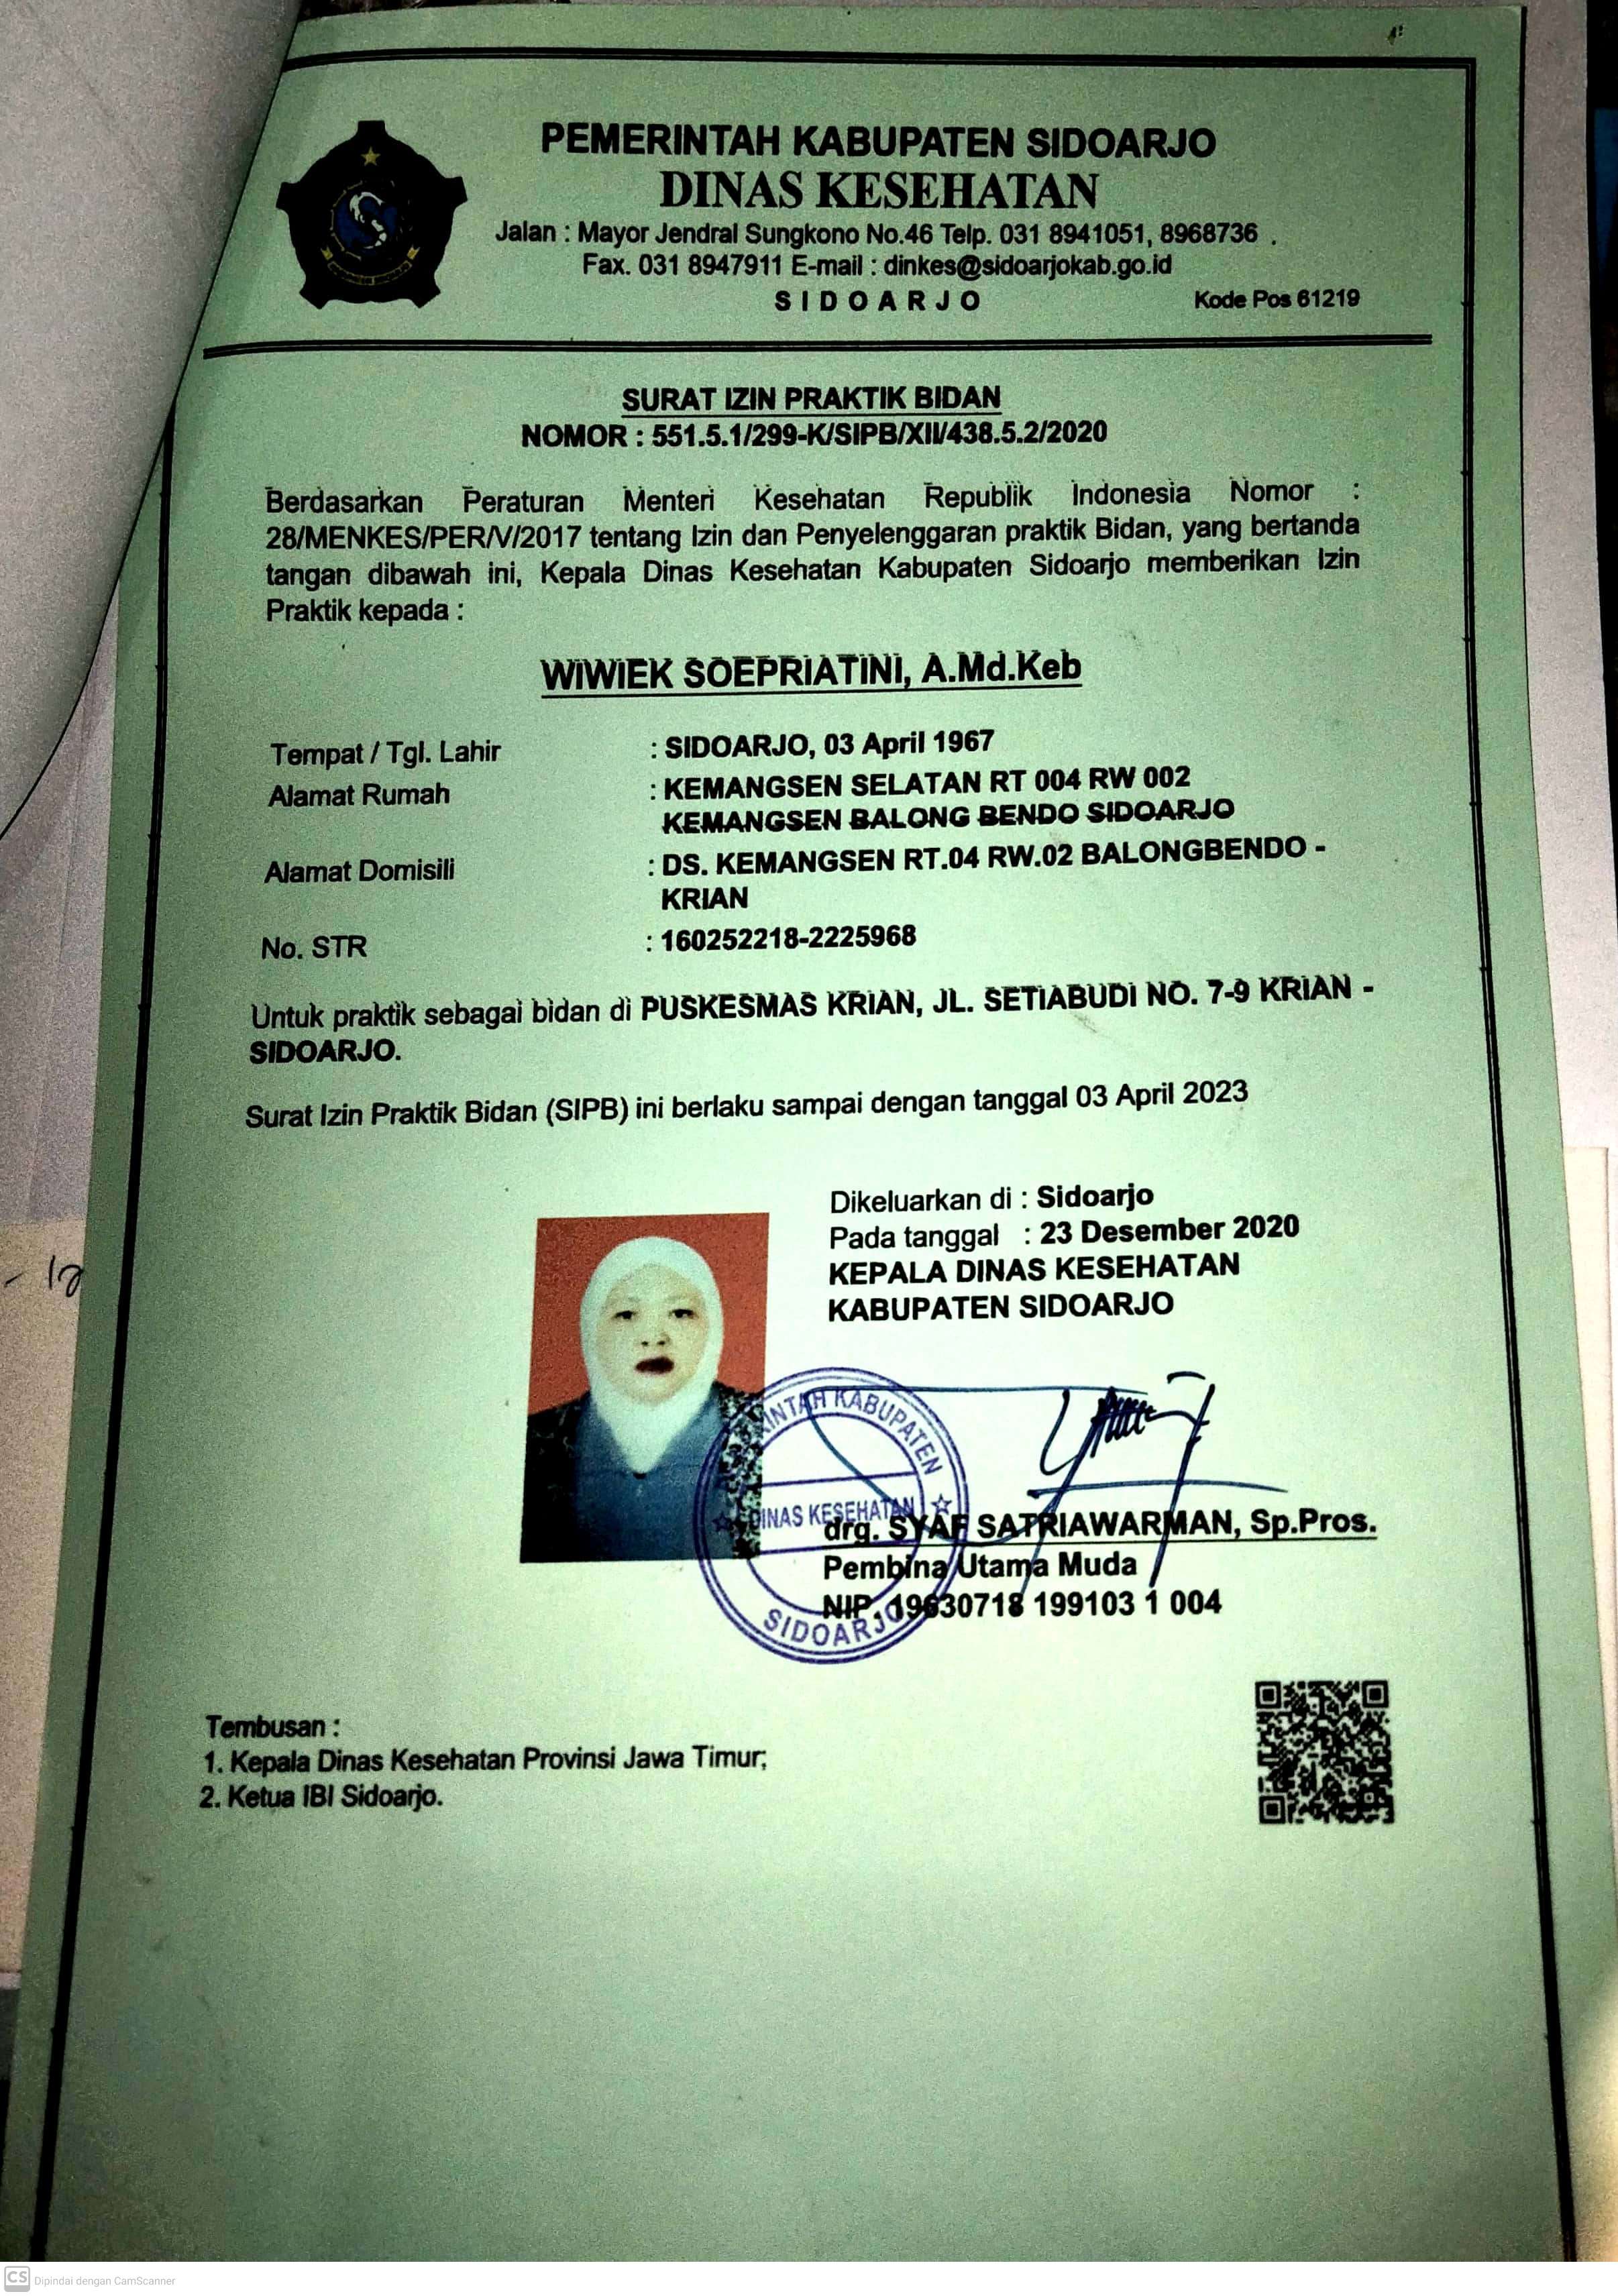 PEMERINTAH KABUPATEN SIDOARJO
DINAS KESEHATAN
Jalan : Mayor Jendral Sungkono No.46 Telp. 031 8941051, 8968736 .
Fax. 031 8947911 E-mail : dinkes@sidoarjokab.go.id
SIDOARJO Kode Pos 61219
SURAT IZIN PRAKTIK BIDAN
NOMOR : 551.5.1/299-K/SIPB/XII/438.5.2/2020
Berdasarkan Peraturan Menteri Kesehatan Republik Indonesia Nomor :
28/MENKES/PER/V/2017 tentang Izin dan Penyelenggaran praktik Bidan, yang bertanda
tangan dibawah ini, Kepala Dinas Kesehatan Kabupaten Sidoarjo memberikan Izin
Praktik kepada :
WIWIEK SOEPRIATINI, A.Md.Keb
Tempat / Tgl. Lahir : SIDOARJO, 03 April 1967
Alamat Rumah : KEMANGSEN SELATAN RT 004 RW 002
KEMANGSEN BALONG BENDO SIDOARJO
Alamat Domisili : DS. KEMANGSEN RT.04 RW.02 BALONGBENDO -
KRIAN
No. STR : 160252218-2225968
Untuk praktik sebagai bidan di PUSKESMAS KRIAN, JL. SETIABUDI NO. 7-9 KRIAN -
SIDOARJO.
Surat Izin Praktik Bidan (SIPB) ini berlaku sampai dengan tanggal 03 April 2023
Dikeluarkan di : Sidoarjo
Pada tanggal : 23 Desember 2020
KEPALA DINAS KESEHATAN
KABUPATEN SIDOARJO
KABUPATEN
DINAS KESEHATAN
SIDOARJO
drg. SYAF SATRIAWARMAN, Sp.Pros.
Pembina Utama Muda
NIP. 19630718 199103 1 004
- 12
Tembusan :
1. Kepala Dinas Kesehatan Provinsi Jawa Timur;
2. Ketua IBI Sidoarjo.
CS Dipindai dengan CamScanner